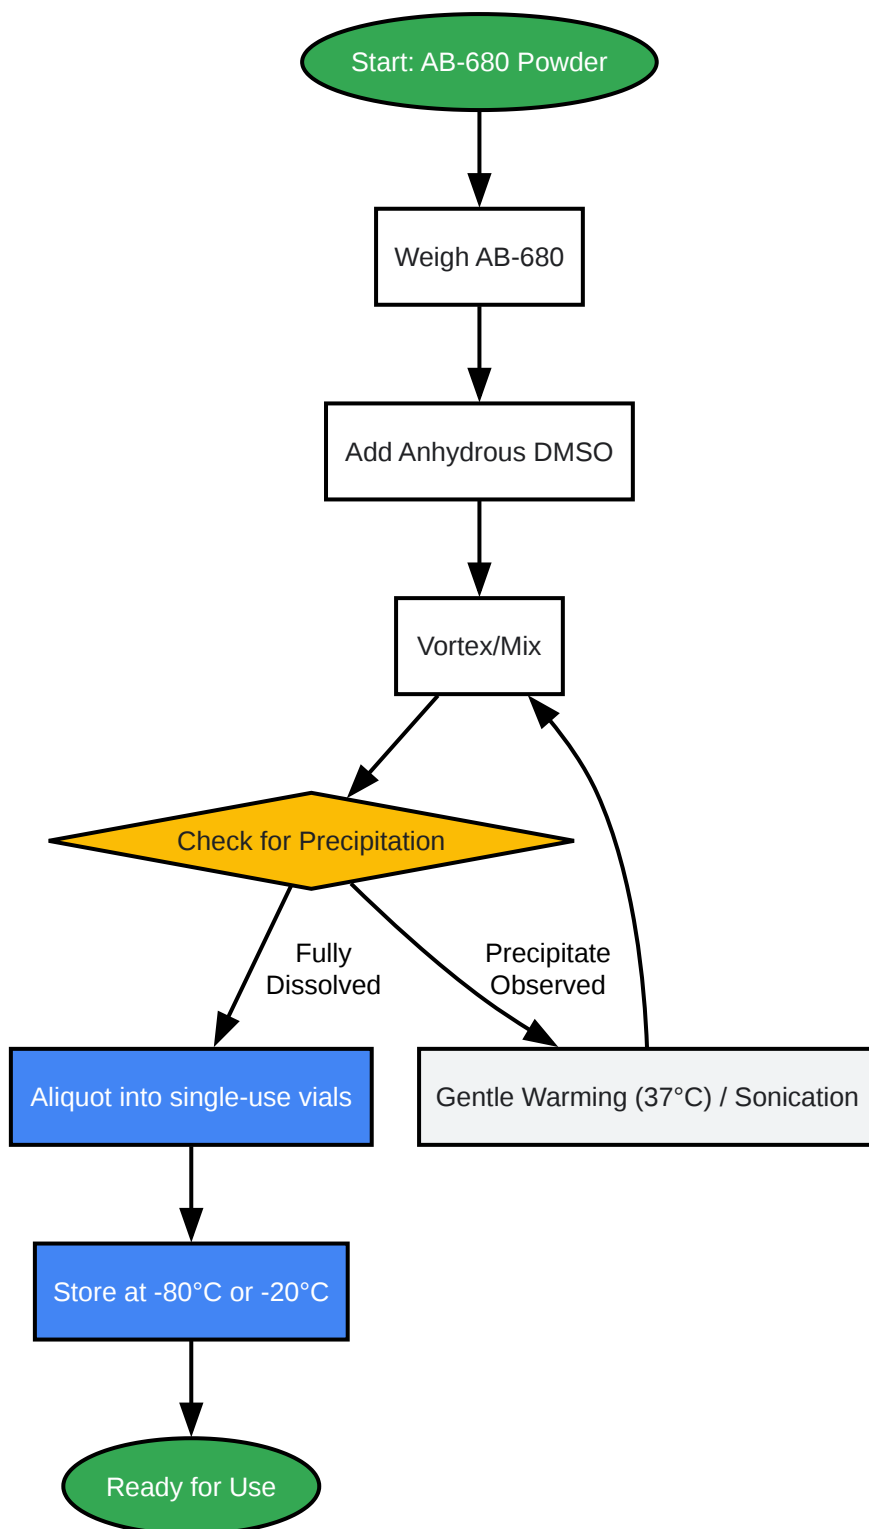 Start: AB-680 Powder
Weigh AB-680
Add Anhydrous DMSO
Vortex/Mix
Check for Precipitation
Fully
Dissolved
Precipitate
Observed
Aliquot into single-use vials
Gentle Warming (37°C) / Sonication
Store at -80°C or -20°C
Ready for Use